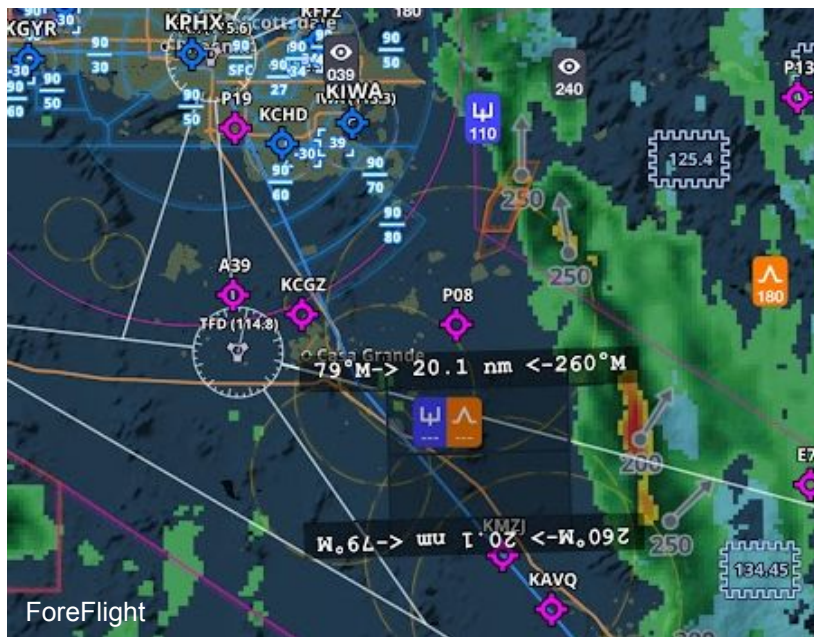 KGYR
KPHX
Scottsdale
KFFZ
180
90
30
90
50
90
60
90
50
90
SFC
90
27
90
50
039
240
P13
P19
KCHD
KIWA
-30
39
110
90
60
90
70
90
80
125.4
250
250
A39
KCGZ
P08
180
TFD (114.8)
Casa Grande
79°M-> 20.1 nm <-260°M
---
---
200
E7
260°M-> 20.1 nm <-79°M
250
KMZJ
134.45
KAVQ
ForeFlight